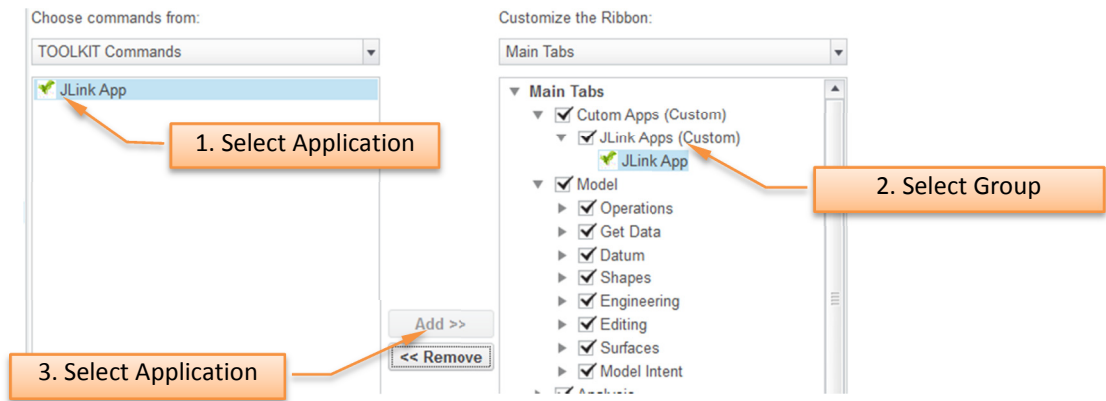 Choose commands from:
TOOLKIT Commands
JLink App
1. Select Application
Customize the Ribbon:
Main Tabs
Main Tabs
Cutom Apps (Custom)
JLink Apps (Custom)
JLink App
2. Select Group
Model
Operations
Get Data
Datum
Shapes
Engineering
Editing
Surfaces
Model Intent
Analysis
Add >>
<< Remove
3. Select Application